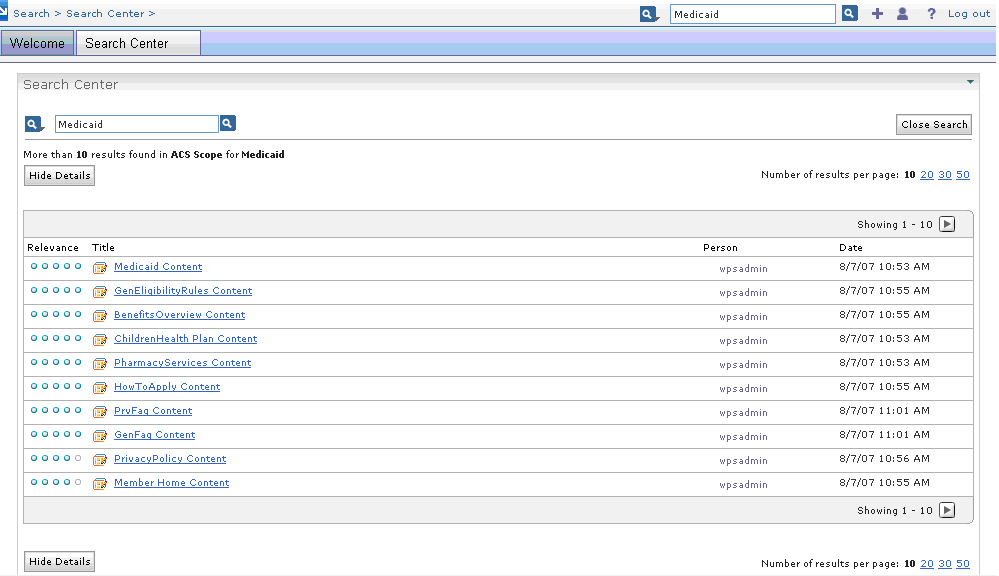 Search > Search Center > Medicaid ? Log out
Welcome Search Center
Search Center
Medicaid Close Search
More than 10 results found in ACS Scope for Medicaid
Hide Details Number of results per page: 10 20 30 50
Showing 1 - 10
Relevance Title Person Date
Medicaid Content wpsadmin 8/7/07 10:53 AM
GenEligibilityRules Content wpsadmin 8/7/07 10:55 AM
BenefitsOverview Content wpsadmin 8/7/07 10:55 AM
ChildrenHealth Plan Content wpsadmin 8/7/07 10:53 AM
PharmacyServices Content wpsadmin 8/7/07 10:53 AM
HowToApply Content wpsadmin 8/7/07 10:55 AM
PrvFaq Content wpsadmin 8/7/07 11:01 AM
GenFaq Content wpsadmin 8/7/07 11:01 AM
PrivacyPolicy Content wpsadmin 8/7/07 10:56 AM
Member Home Content wpsadmin 8/7/07 10:55 AM
Showing 1 - 10
Hide Details Number of results per page: 10 20 30 50